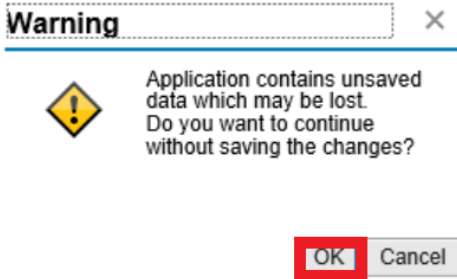 Warning
Application contains unsaved
data which may be lost.
Do you want to continue
without saving the changes?
OK Cancel